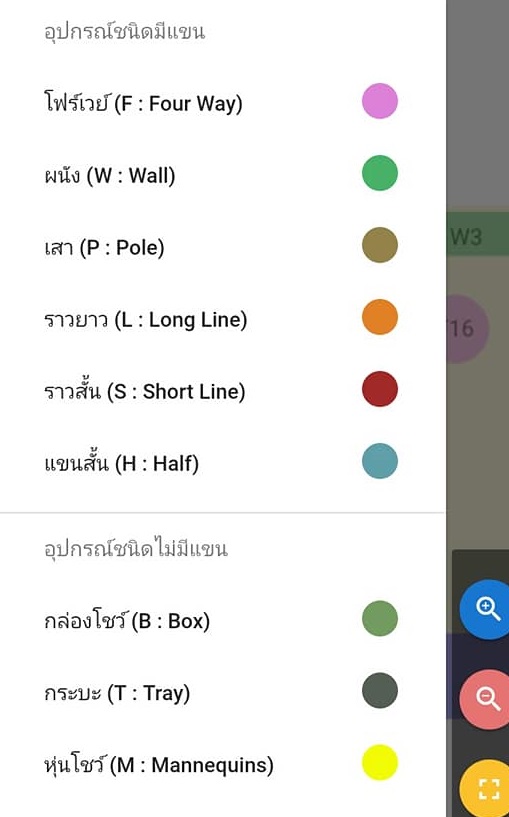 อุปกรณ์ชนิดมีแขน
โฟร์เวย์ (F : Four Way)
ผนัง (W : Wall)
W3
เสา (P : Pole)
ราวยาว (L : Long Line)
16
ราวสั้น (S : Short Line)
แขนสั้น (H : Half)
อุปกรณ์ชนิดไม่มีแขน
กล่องโชว์ (B : Box)
กระบะ (T : Tray)
หุ่นโชว์ (M : Mannequins)